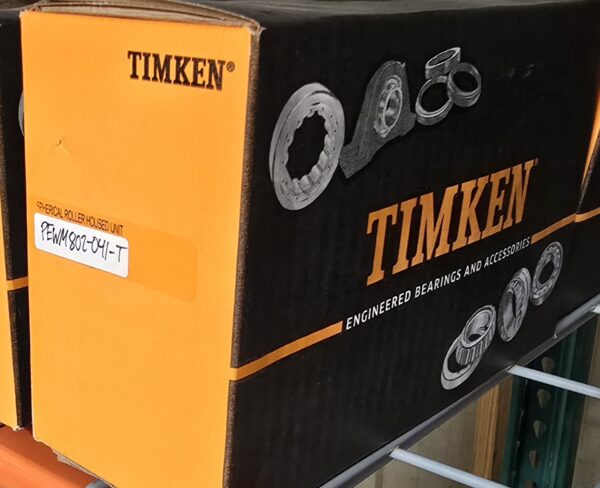 TIMKEN®
SPHERICAL ROLLER HOUSED UNIT
PEWM802-041-T
TIMKEN
ENGINEERED BEARINGS AND ACCESSORIES